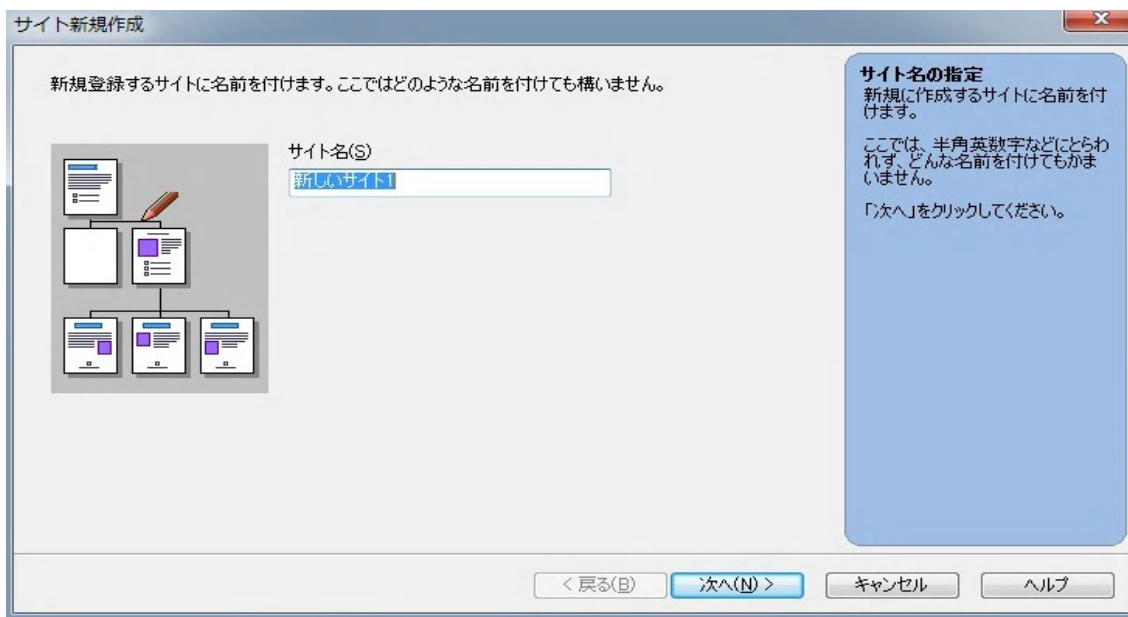 サイト新規作成
新規登録するサイトに名前を付けます。ここではどのような名前を付けても構いません。
サイト名(S)
新しいサイト1
サイト名の指定
新規に作成するサイトに名前を付
けます。
ここでは、半角英数字などにとらわ
れず、どんな名前を付けてもかま
いません。
「次へ」をクリックしてください。
< 戻る(B)
次へ(N) >
キャンセル
ヘルプ